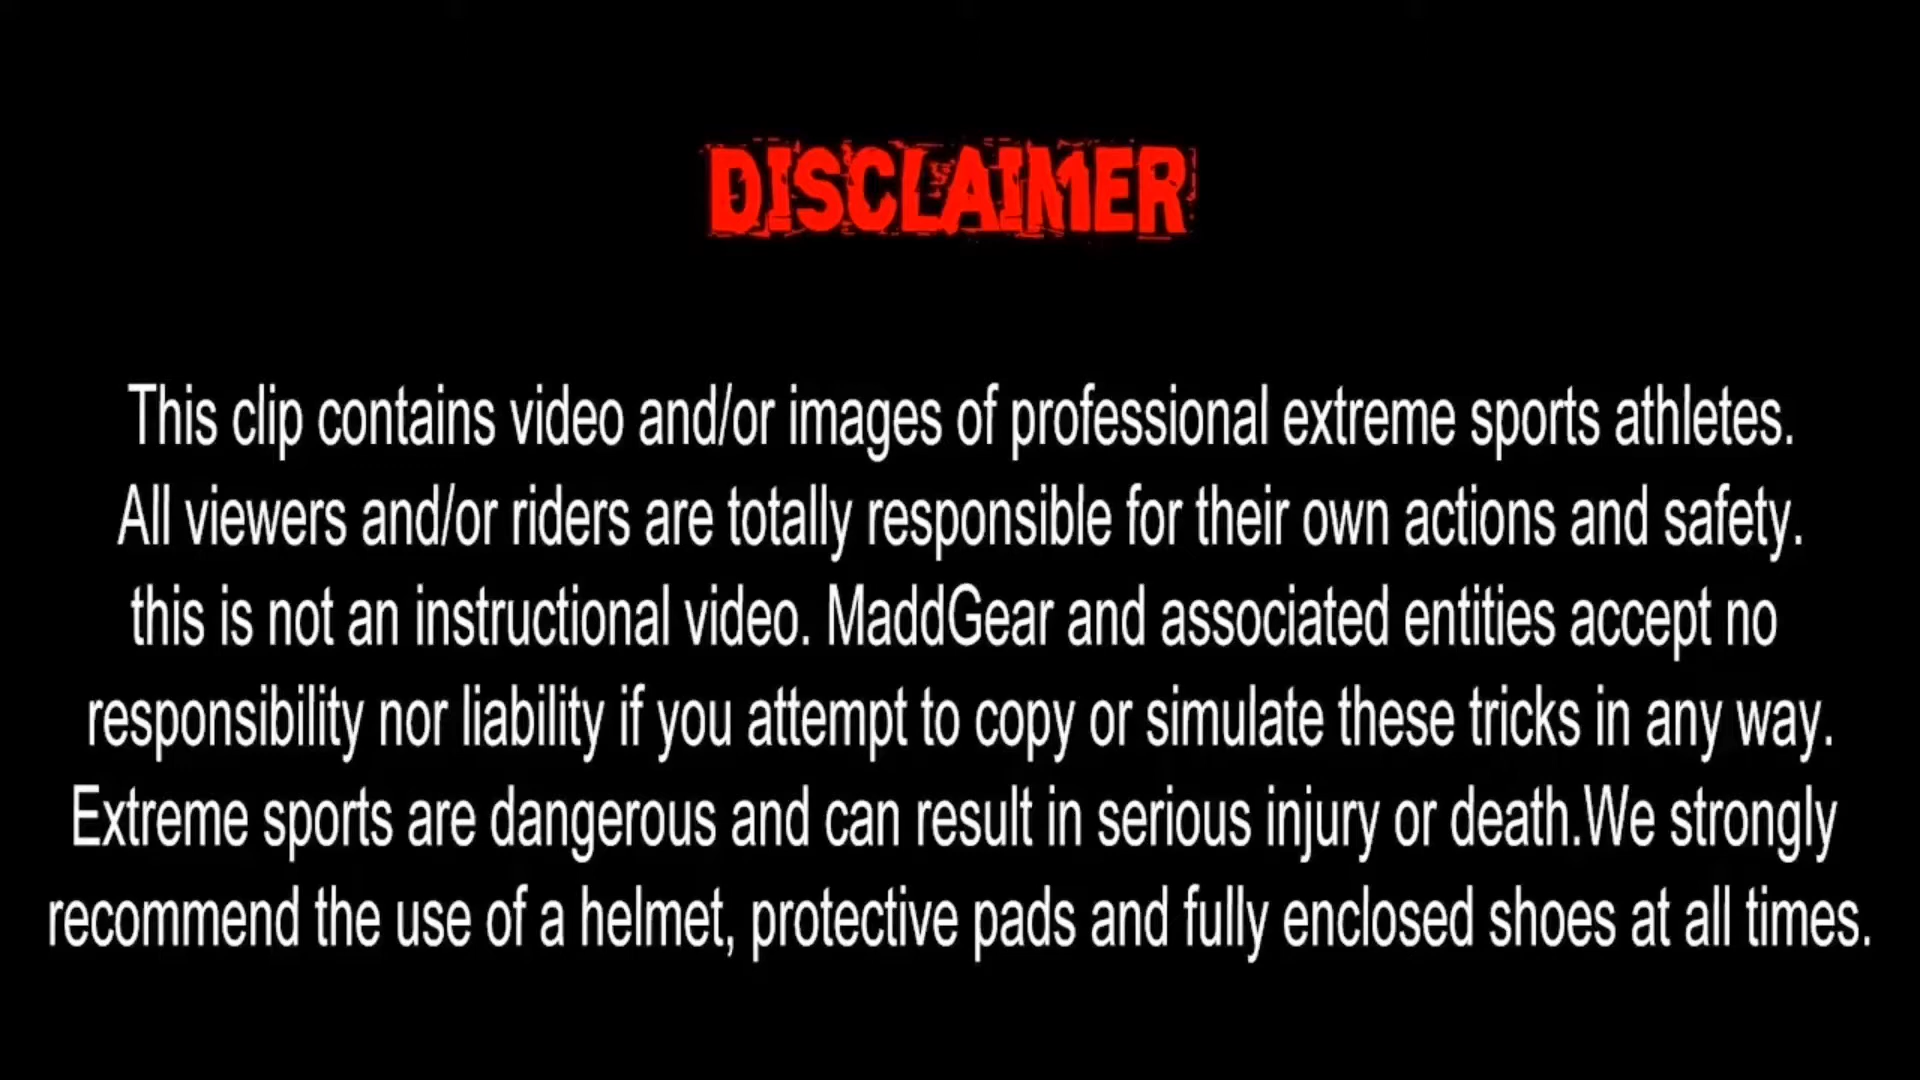 DISCLAIMER
This clip contains video and/or images of professional extreme sports athletes.
All viewers and/or riders are totally responsible for their own actions and safety.
this is not an instructional video. MaddGear and associated entities accept no
responsibility nor liability if you attempt to copy or simulate these tricks in any way.
Extreme sports are dangerous and can result in serious injury or death.We strongly
recommend the use of a helmet, protective pads and fully enclosed shoes at all times.